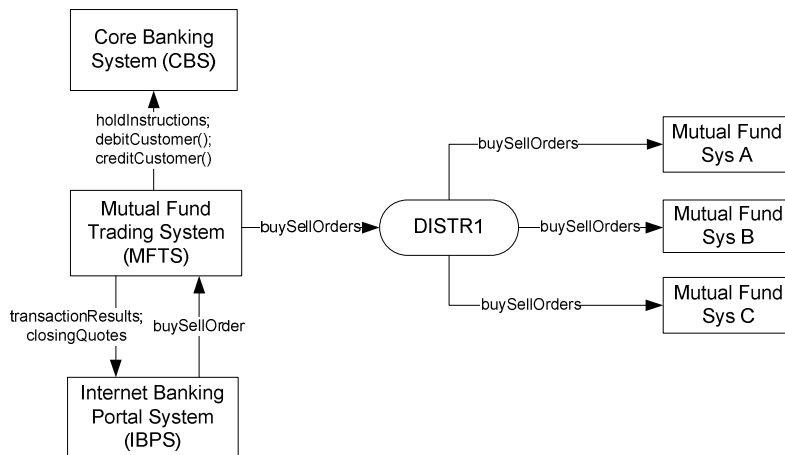 Core Banking
System (CBS)
holdInstructions;
debitCustomer();
creditCustomer()
Mutual Fund
Trading System
(MFTS)
buySellOrders
DISTR1
buySellOrders
Mutual Fund
Sys A
buySellOrders
Mutual Fund
Sys B
buySellOrders
Mutual Fund
Sys C
transactionResults;
closingQuotes
buySellOrder
Internet Banking
Portal System
(IBPS)